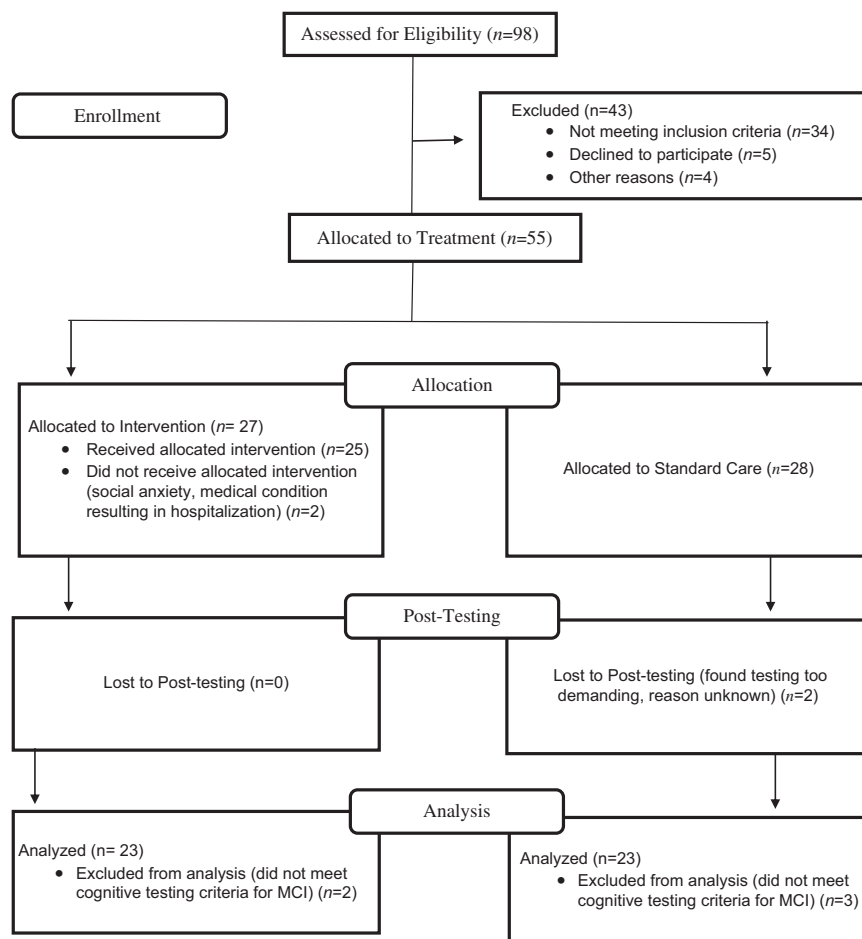 Assessed for Eligibility (n=98)
Enrollment
Excluded (n=43)
• Not meeting inclusion criteria (n=34)
• Declined to participate (n=5)
• Other reasons (n=4)
Allocated to Treatment (n=55)
Allocation
Allocated to Intervention (n= 27)
• Received allocated intervention (n=25)
• Did not receive allocated intervention
(social anxiety, medical condition
resulting in hospitalization) (n=2)
Allocated to Standard Care (n=28)
Post-Testing
Lost to Post-testing (n=0)
Lost to Post-testing (found testing too
demanding, reason unknown) (n=2)
Analysis
Analyzed (n= 23)
• Excluded from analysis (did not meet
cognitive testing criteria for MCI) (n=2)
Analyzed (n=23)
• Excluded from analysis (did not meet
cognitive testing criteria for MCI) (n=3)